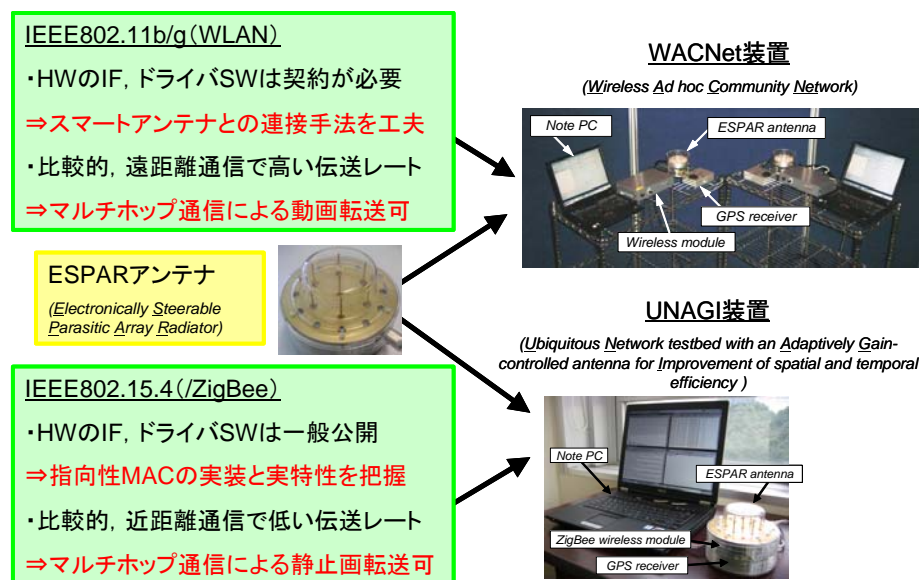 IEEE802.11b/g(WLAN)
・HWのIF，ドライバSWは契約が必要
⇒スマートアンテナとの連接手法を工夫
・比較的，遠距離通信で高い伝送レート
⇒マルチホップ通信による動画転送可
ESPARアンテナ
(Electronically Steerable
Parasitic Array Radiator)
IEEE802.15.4(/ZigBee)
・HWのIF，ドライバSWは一般公開
⇒指向性MACの実装と実特性を把握
・比較的，近距離通信で低い伝送レート
⇒マルチホップ通信による静止画転送可
WACNet装置
(Wireless Ad hoc Community Network)
Note PC
ESPAR antenna
GPS receiver
Wireless module
UNAGI装置
(Ubiquitous Network testbed with an Adaptively Gain-
controlled antenna for Improvement of spatial and temporal
efficiency )
Note PC
ESPAR antenna
ZigBee wireless module
GPS receiver